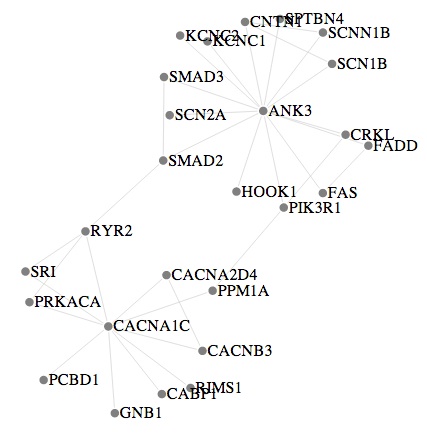 CNTN1
SPTBN4
KCNC2
KCNC1
SCNN1B
SCN1B
SMAD3
SCN2A
ANK3
CRKL
FADD
SMAD2
HOOK1
FAS
PIK3R1
RYR2
SRI
CACNA2D4
PRKACA
PPM1A
CACNA1C
CACNB3
PCBD1
RIMS1
CABP1
GNB1